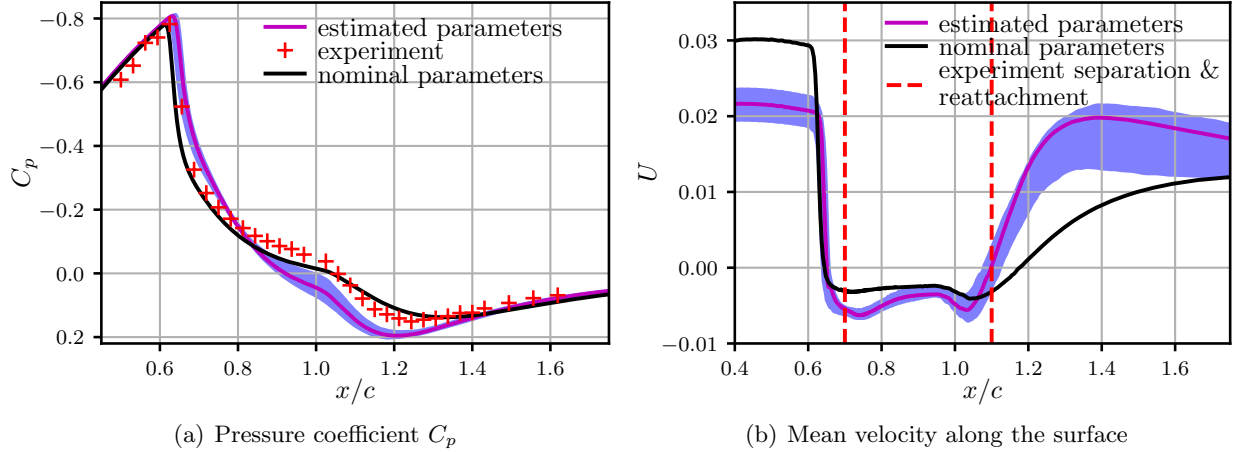 estimated parameters
experiment
nominal parameters
−0.8
−0.6
−0.4
−0.2
0.0
0.2
C_p
0.6 0.8 1.0 1.2 1.4 1.6
x/c
(a) Pressure coefficient C_p
estimated parameters
nominal parameters
experiment separation &
reattachment
0.03
0.02
0.01
0.00
−0.01
U
0.4 0.6 0.8 1.0 1.2 1.4 1.6
x/c
(b) Mean velocity along the surface